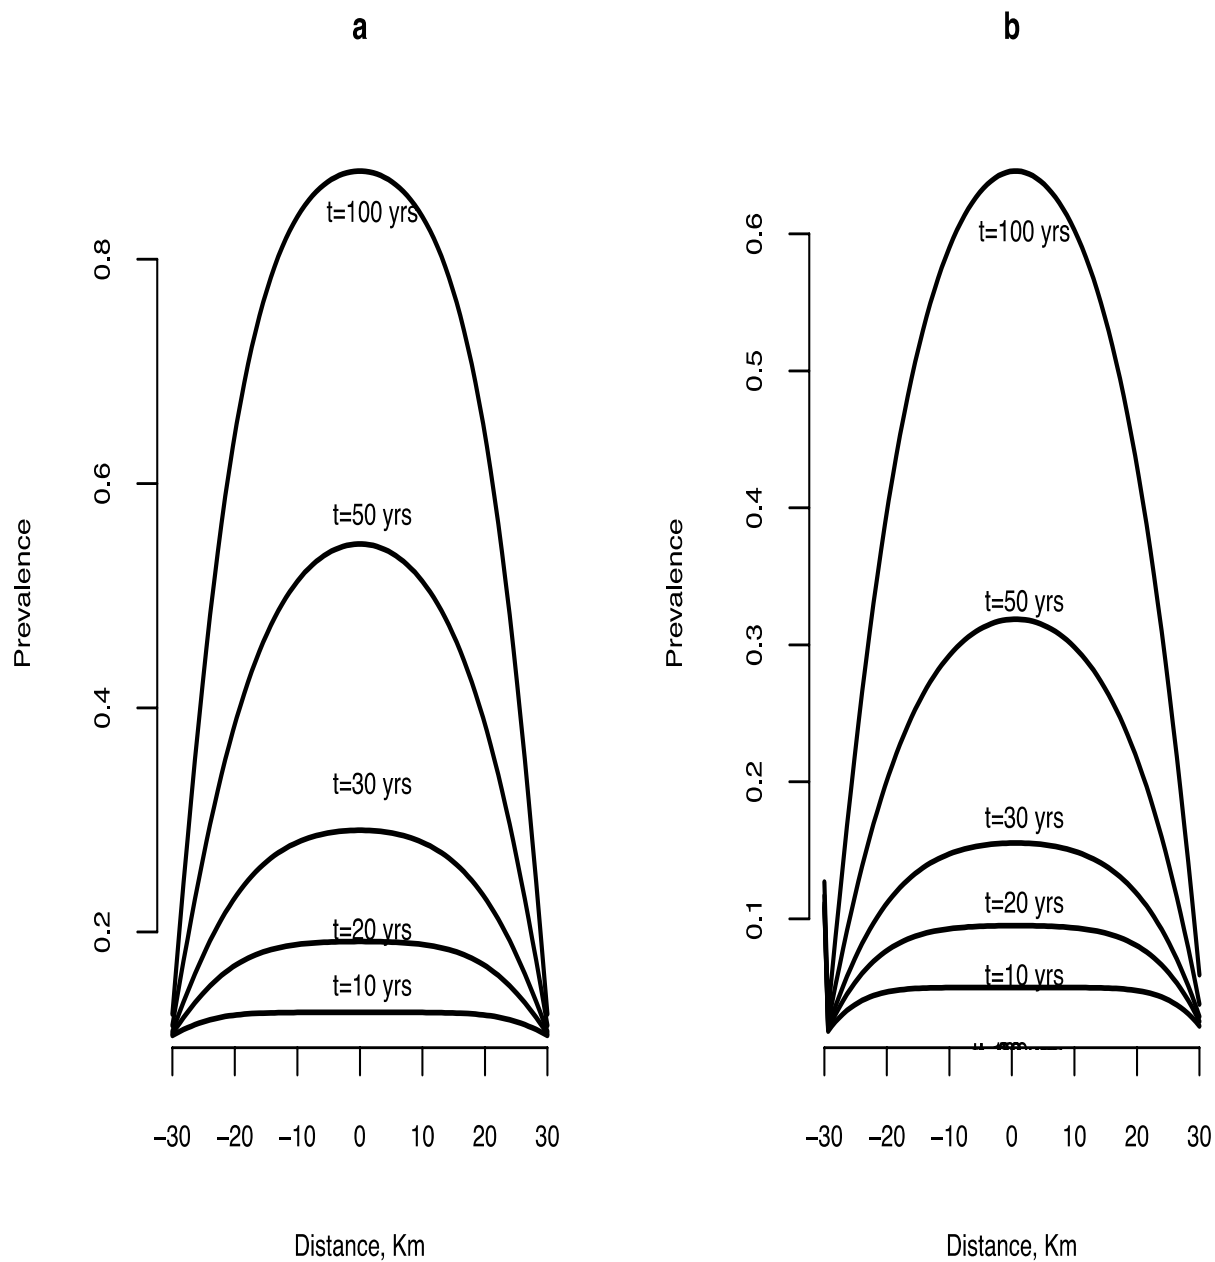 a
Prevalence
0.8
0.6
0.4
0.2
t=100 yrs
t=50 yrs
t=30 yrs
t=20 yrs
t=10 yrs
−30 −20 −10 0 10 20 30
Distance, Km
b
Prevalence
0.6
0.5
0.4
0.3
0.2
0.1
t=100 yrs
t=50 yrs
t=30 yrs
t=20 yrs
t=10 yrs
−30 −20 −10 0 10 20 30
Distance, Km